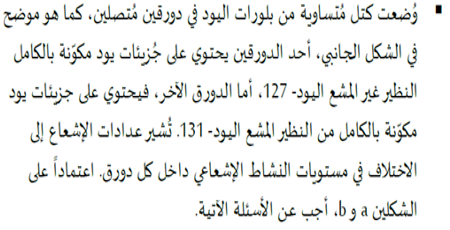 ▪ وُضعت كتل مُتساوية من بلورات اليود في دورقين مُتصلين، كما هو موضح
في الشكل الجانبي، أحد الدورقين يحتوي على جُزيئات يود مكوّنة بالكامل
النظير غير المشع اليود- 127، أما الدورق الآخر، فيحتوي على جزيئات يود
مكوّنة بالكامل من النظير المشع اليود- 131. تُشير عدادات الإشعاع إلى
الاختلاف في مستويات النشاط الإشعاعي داخل كل دورق. اعتماداً على
الشكلين a و b، أجب عن الأسئلة الآتية.